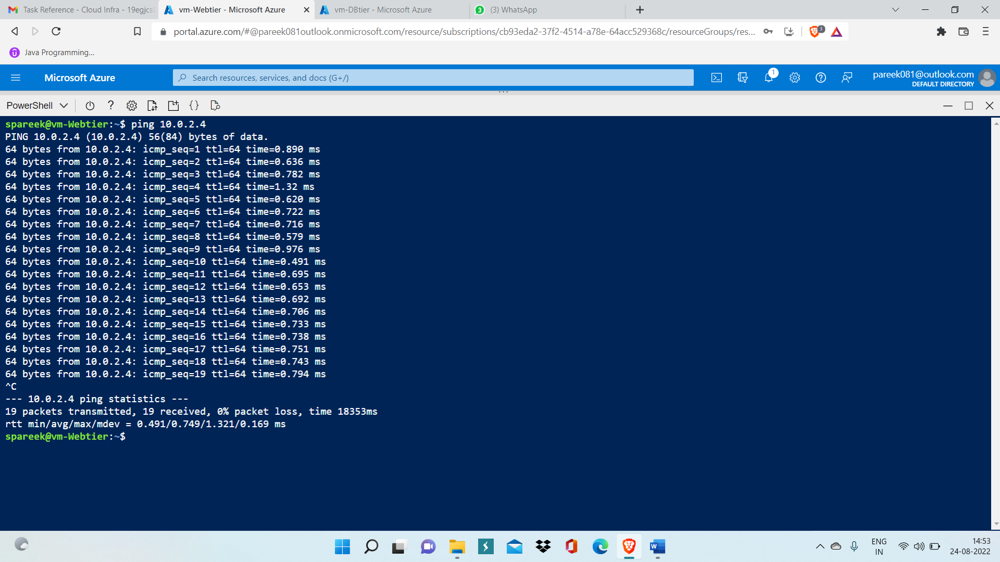 Task Reference - Cloud Infra - 19egjcs
vm-Webtier - Microsoft Azure
vm-DBtier - Microsoft Azure
3
(3) WhatsApp
portal.azure.com/#@pareek081outlook.onmicrosoft.com/resource/subscriptions/cb93eda2-37f2-4514-a78e-64acc529368c/resourceGroups/res...
3
Java Programming...
Microsoft Azure
Search resources, services, and docs (G+/)
1
pareek081@outlook.com
DEFAULT DIRECTORY
PowerShell
spareek@vm-Webtier:~$ ping 10.0.2.4
PING 10.0.2.4 (10.0.2.4) 56(84) bytes of data.
64 bytes from 10.0.2.4: icmp_seq=1 ttl=64 time=0.890 ms
64 bytes from 10.0.2.4: icmp_seq=2 ttl=64 time=0.636 ms
64 bytes from 10.0.2.4: icmp_seq=3 ttl=64 time=0.782 ms
64 bytes from 10.0.2.4: icmp_seq=4 ttl=64 time=1.32 ms
64 bytes from 10.0.2.4: icmp_seq=5 ttl=64 time=0.620 ms
64 bytes from 10.0.2.4: icmp_seq=6 ttl=64 time=0.722 ms
64 bytes from 10.0.2.4: icmp_seq=7 ttl=64 time=0.716 ms
64 bytes from 10.0.2.4: icmp_seq=8 ttl=64 time=0.579 ms
64 bytes from 10.0.2.4: icmp_seq=9 ttl=64 time=0.976 ms
64 bytes from 10.0.2.4: icmp_seq=10 ttl=64 time=0.491 ms
64 bytes from 10.0.2.4: icmp_seq=11 ttl=64 time=0.695 ms
64 bytes from 10.0.2.4: icmp_seq=12 ttl=64 time=0.653 ms
64 bytes from 10.0.2.4: icmp_seq=13 ttl=64 time=0.692 ms
64 bytes from 10.0.2.4: icmp_seq=14 ttl=64 time=0.706 ms
64 bytes from 10.0.2.4: icmp_seq=15 ttl=64 time=0.733 ms
64 bytes from 10.0.2.4: icmp_seq=16 ttl=64 time=0.738 ms
64 bytes from 10.0.2.4: icmp_seq=17 ttl=64 time=0.751 ms
64 bytes from 10.0.2.4: icmp_seq=18 ttl=64 time=0.743 ms
64 bytes from 10.0.2.4: icmp_seq=19 ttl=64 time=0.794 ms
^C
--- 10.0.2.4 ping statistics ---
19 packets transmitted, 19 received, 0% packet loss, time 18353ms
rtt min/avg/max/mdev = 0.491/0.749/1.321/0.169 ms
spareek@vm-Webtier:~$
ENG
IN
14:53
24-08-2022